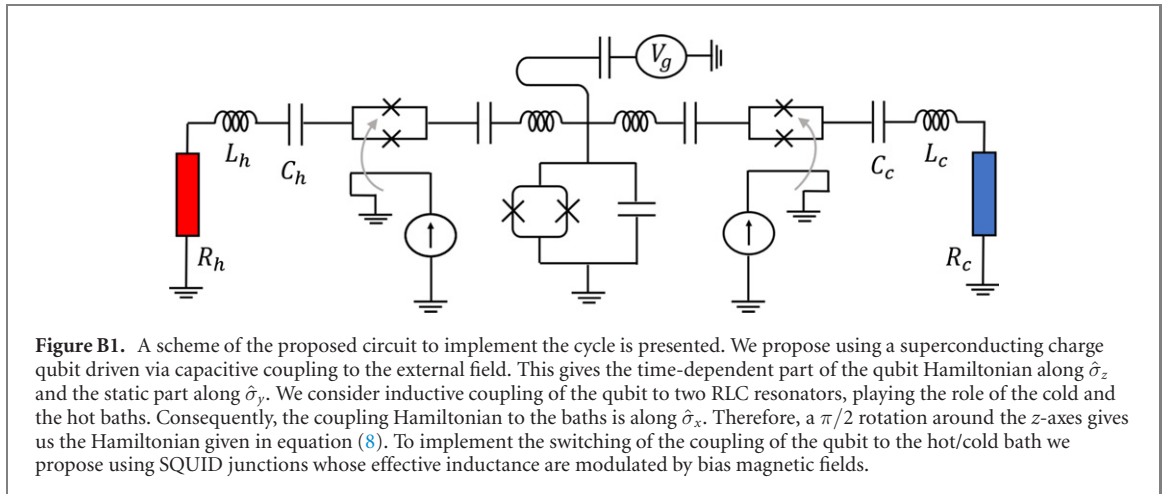 V_g
L_h
C_h
C_c
L_c
R_h
R_c
Figure B1. A scheme of the proposed circuit to implement the cycle is presented. We propose using a superconducting charge
qubit driven via capacitive coupling to the external field. This gives the time-dependent part of the qubit Hamiltonian along σ̂_z
and the static part along σ̂_y. We consider inductive coupling of the qubit to two RLC resonators, playing the role of the cold and
the hot baths. Consequently, the coupling Hamiltonian to the baths is along σ̂_x. Therefore, a π/2 rotation around the z-axes gives
us the Hamiltonian given in equation (8). To implement the switching of the coupling of the qubit to the hot/cold bath we
propose using SQUID junctions whose effective inductance are modulated by bias magnetic fields.